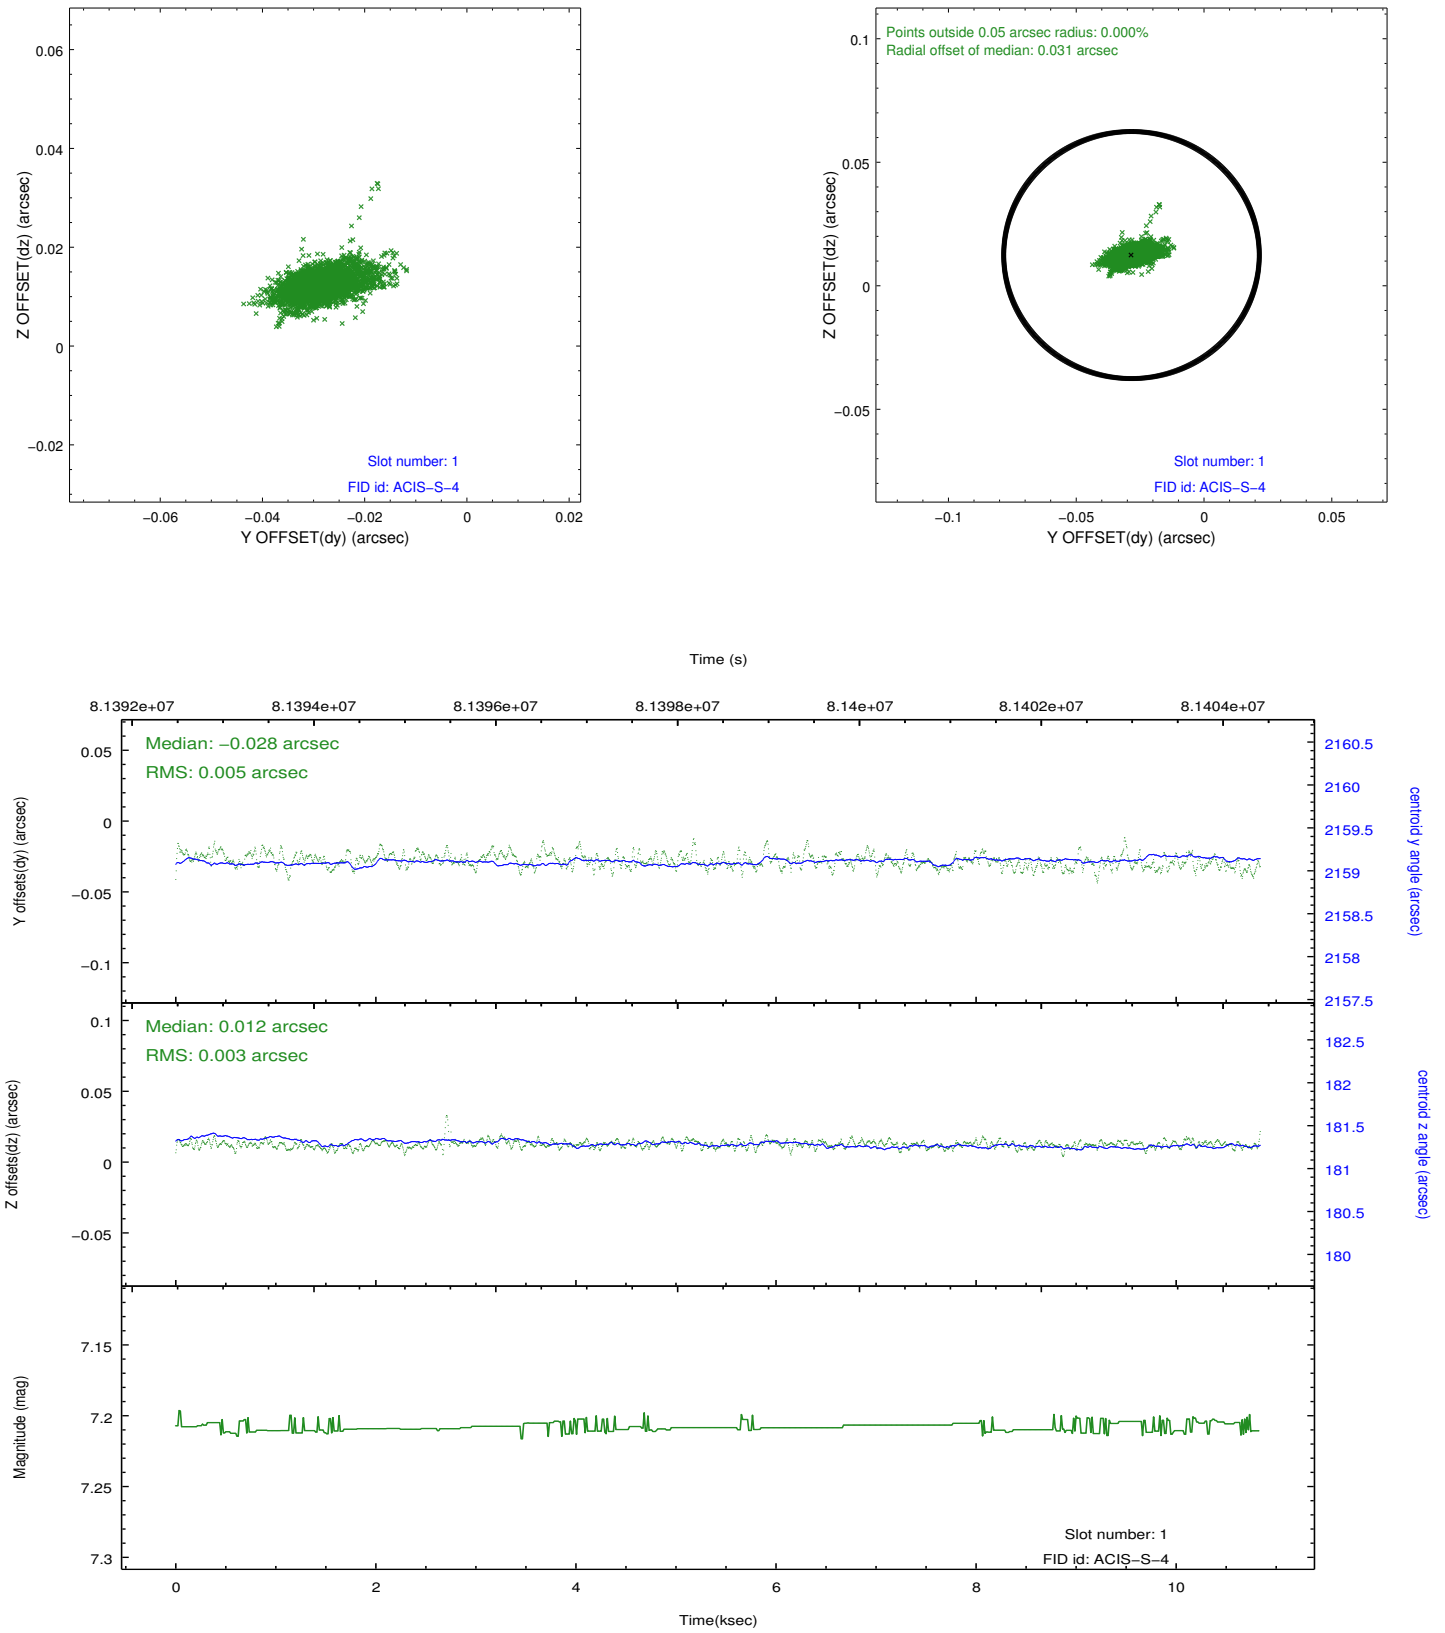 0.06
0.04
0.02
0
−0.02
Z OFFSET(dz) (arcsec)
Slot number: 1
FID id: ACIS−S−4
−0.06
−0.04
−0.02
0
0.02
Y OFFSET(dy) (arcsec)
Points outside 0.05 arcsec radius: 0.000%
Radial offset of median: 0.031 arcsec
0.1
0.05
0
−0.05
Z OFFSET(dz) (arcsec)
Slot number: 1
FID id: ACIS−S−4
−0.1
−0.05
0
0.05
Y OFFSET(dy) (arcsec)
Time (s)
8.1392e+07
8.1394e+07
8.1396e+07
8.1398e+07
8.14e+07
8.1402e+07
8.1404e+07
Median: −0.028 arcsec
RMS: 0.005 arcsec
0.05
0
−0.05
−0.1
Y offsets(dy) (arcsec)
2160.5
2160
2159.5
2159
2158.5
2158
2157.5
centroid y angle (arcsec)
Median: 0.012 arcsec
RMS: 0.003 arcsec
0.1
0.05
0
−0.05
Z offsets(dz) (arcsec)
182.5
182
181.5
181
180.5
180
centroid z angle (arcsec)
7.15
7.2
7.25
7.3
Magnitude (mag)
Slot number: 1
FID id: ACIS−S−4
0
2
4
6
8
10
Time(ksec)